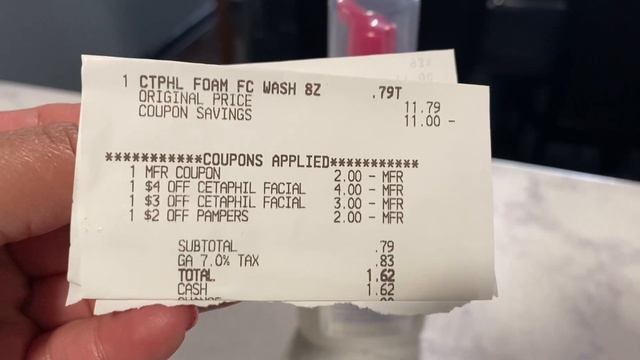 1 CTPHL FOAM FC WASH 8Z .79T
ORIGINAL PRICE 11.79
COUPON SAVINGS 11.00 -
***********COUPONS APPLIED***********
1 MFR COUPON 2.00 - MFR
1 $4 OFF CETAPHIL FACIAL 4.00 - MFR
1 $3 OFF CETAPHIL FACIAL 3.00 - MFR
1 $2 OFF PAMPERS 2.00 - MFR
SUBTOTAL .79
GA 7.0% TAX .83
TOTAL 1.62
CASH 1.62